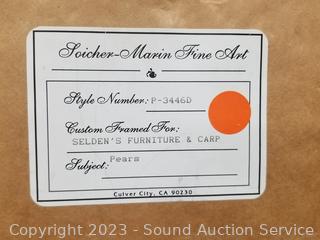 Soicher-Marin Fine Art
Style Number: P-3446D
Custom Framed For:
SELDEN'S FURNITURE & CARP
Subject: Pears
Culver City, CA 90230
Copyright 2023 - Sound Auction Service